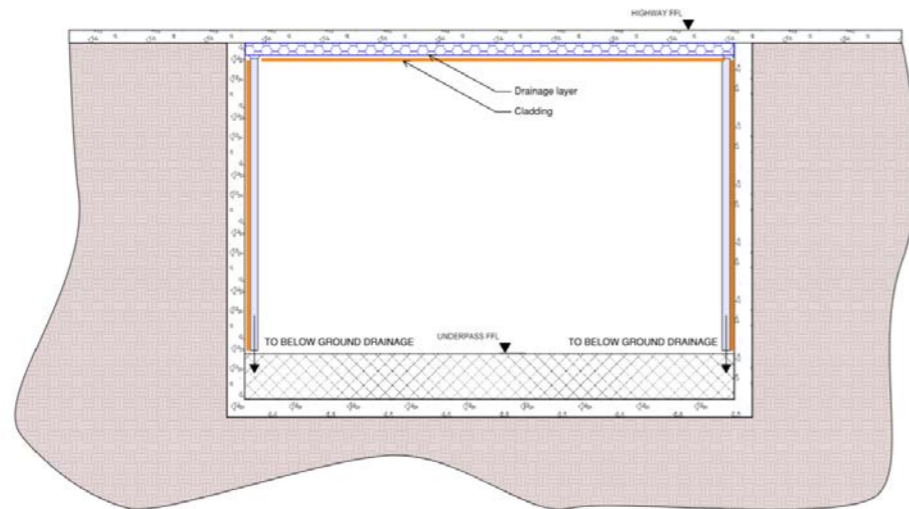 HIGHWAY FFL
Drainage layer
Cladding
UNDERPASS FFL
TO BELOW GROUND DRAINAGE
TO BELOW GROUND DRAINAGE